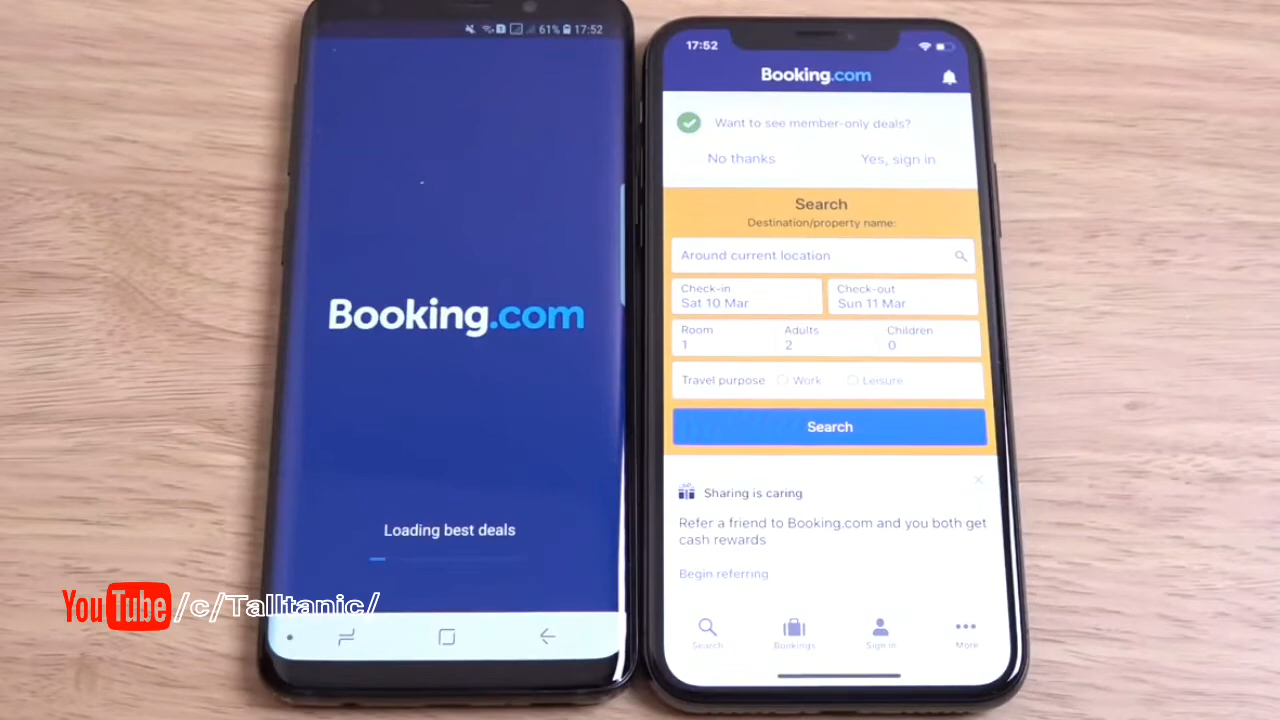 61% 17:52
Booking.com
Loading best deals
17:52
Booking.com
Want to see member-only deals?
No thanks
Yes, sign in
Search
Destination/property name:
Around current location
Check-in
Sat 10 Mar
Check-out
Sun 11 Mar
Room
1
Adults
2
Children
0
Travel purpose
Work
Leisure
Search
Sharing is caring
Refer a friend to Booking.com and you both get
cash rewards
Begin referring
Search
Bookings
Sign in
More
YouTube/c/Talltanic/